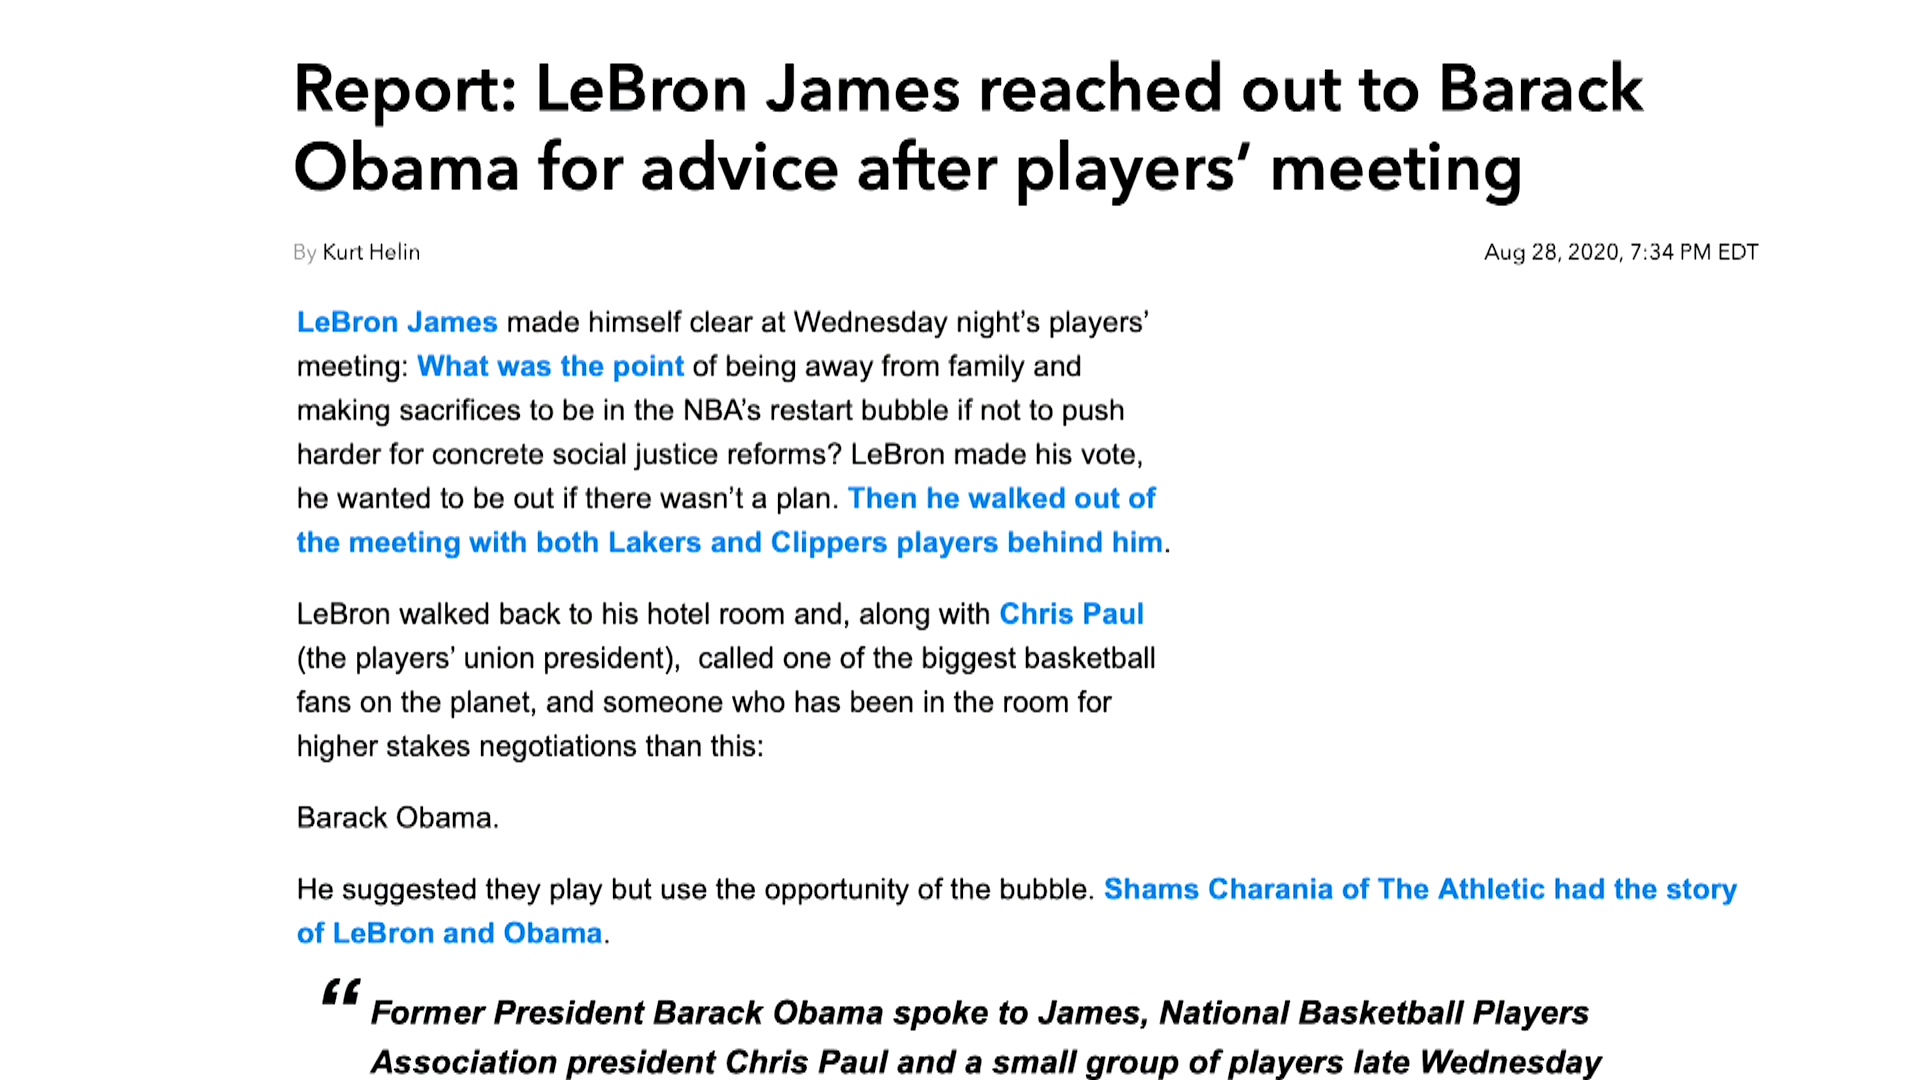 Report: LeBron James reached out to Barack
Obama for advice after players’ meeting
By Kurt Helin
Aug 28, 2020, 7:34 PM EDT
LeBron James made himself clear at Wednesday night’s players’
meeting: What was the point of being away from family and
making sacrifices to be in the NBA’s restart bubble if not to push
harder for concrete social justice reforms? LeBron made his vote,
he wanted to be out if there wasn’t a plan. Then he walked out of
the meeting with both Lakers and Clippers players behind him.
LeBron walked back to his hotel room and, along with Chris Paul
(the players’ union president),  called one of the biggest basketball
fans on the planet, and someone who has been in the room for
higher stakes negotiations than this:
Barack Obama.
He suggested they play but use the opportunity of the bubble. Shams Charania of The Athletic had the story
of LeBron and Obama.
“ Former President Barack Obama spoke to James, National Basketball Players
Association president Chris Paul and a small group of players late Wednesday